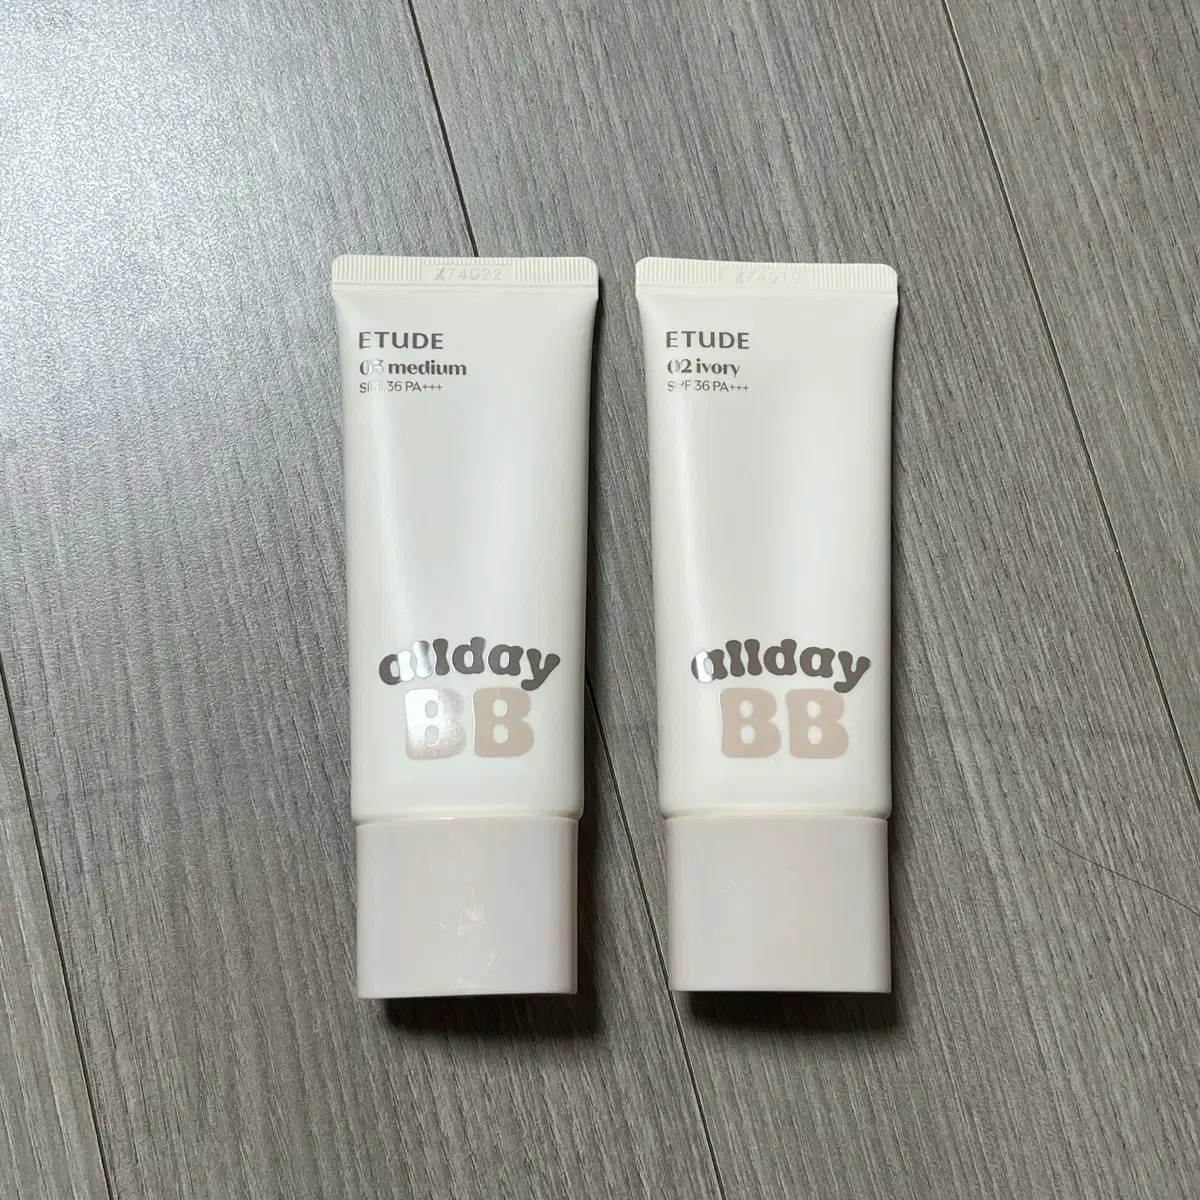 X74022
ETUDE
03 medium
SPF 36 PA+++
allday
BB
ETUDE
02 ivory
SPF 36 PA+++
allday
BB